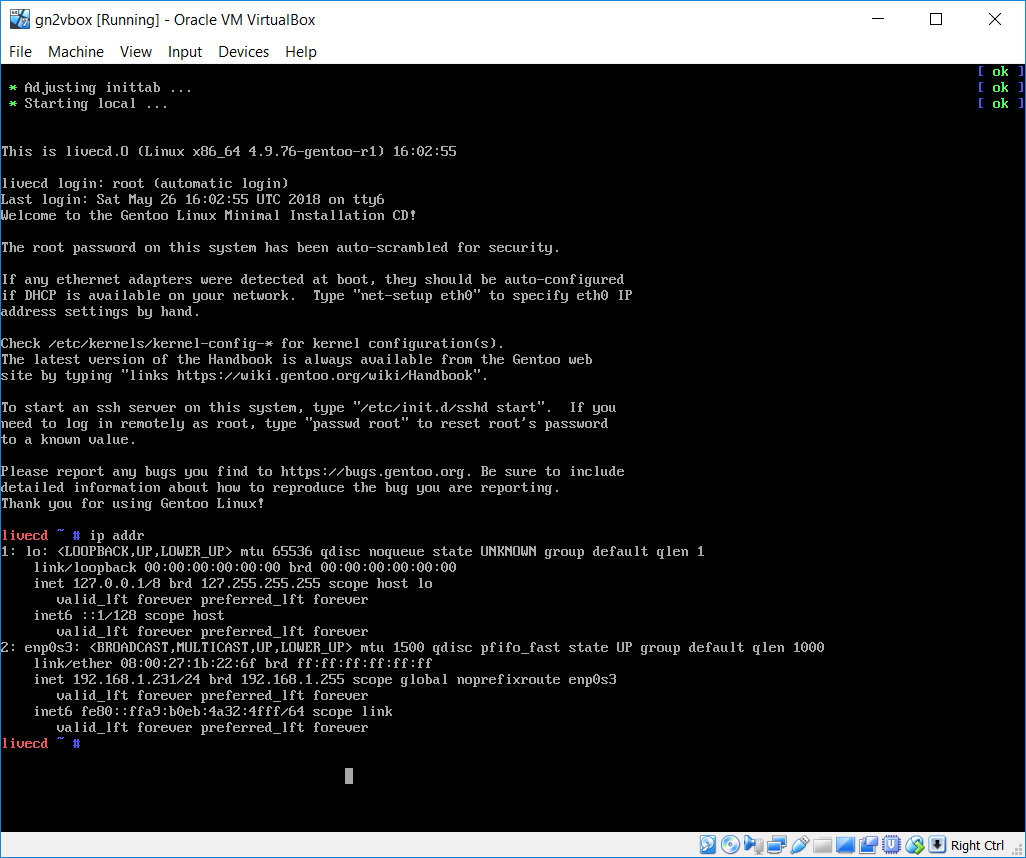 gn2vbox [Running] - Oracle VM VirtualBox
File Machine View Input Devices Help
[ ok ]
* Adjusting inittab ... [ ok ]
* Starting local ... [ ok ]
This is livecd.O (Linux x86_64 4.9.76-gentoo-r1) 16:02:55
livecd login: root (automatic login)
Last login: Sat May 26 16:02:55 UTC 2018 on tty6
Welcome to the Gentoo Linux Minimal Installation CD!
The root password on this system has been auto-scrambled for security.
If any ethernet adapters were detected at boot, they should be auto-configured
if DHCP is available on your network.  Type "net-setup eth0" to specify eth0 IP
address settings by hand.
Check /etc/kernels/kernel-config-* for kernel configuration(s).
The latest version of the Handbook is always available from the Gentoo web
site by typing "links https://wiki.gentoo.org/wiki/Handbook".
To start an ssh server on this system, type "/etc/init.d/sshd start".  If you
need to log in remotely as root, type "passwd root" to reset root's password
to a known value.
Please report any bugs you find to https://bugs.gentoo.org. Be sure to include
detailed information about how to reproduce the bug you are reporting.
Thank you for using Gentoo Linux!
livecd ~ # ip addr
1: lo: <LOOPBACK,UP,LOWER_UP> mtu 65536 qdisc noqueue state UNKNOWN group default qlen 1
link/loopback 00:00:00:00:00:00 brd 00:00:00:00:00:00
inet 127.0.0.1/8 brd 127.255.255.255 scope host lo
valid_lft forever preferred_lft forever
inet6 ::1/128 scope host
valid_lft forever preferred_lft forever
2: enp0s3: <BROADCAST,MULTICAST,UP,LOWER_UP> mtu 1500 qdisc pfifo_fast state UP group default qlen 1000
link/ether 08:00:27:1b:22:6f brd ff:ff:ff:ff:ff:ff
inet 192.168.1.231/24 brd 192.168.1.255 scope global noprefixroute enp0s3
valid_lft forever preferred_lft forever
inet6 fe80::ffa9:b0eb:4a32:4fff/64 scope link
valid_lft forever preferred_lft forever
livecd ~ #
Right Ctrl